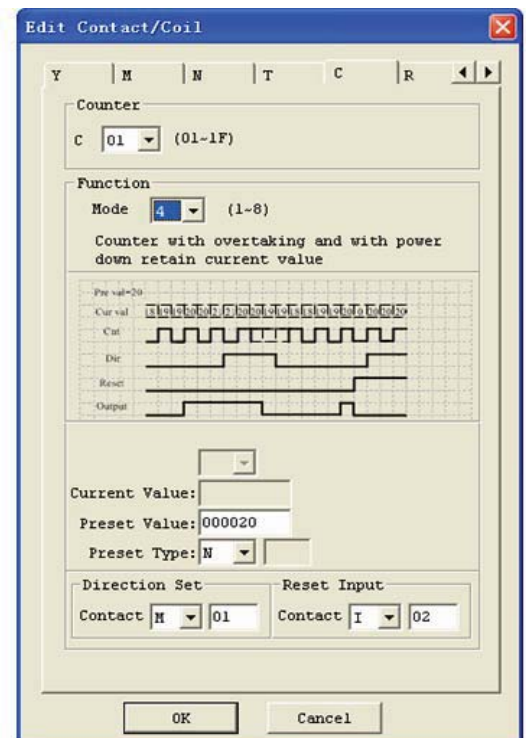 Edit Contact/Coil
Y M N T C R
Counter
C 01 (01~1F)
Function
Mode 4 (1~8)
Counter with overtaking and with power
down retain current value
Pre val=20
Cur val
Cnt
Dir
Reset
Output
Current Value:
Preset Value: 000020
Preset Type: N
Direction Set Reset Input
Contact M 01 Contact I 02
OK Cancel